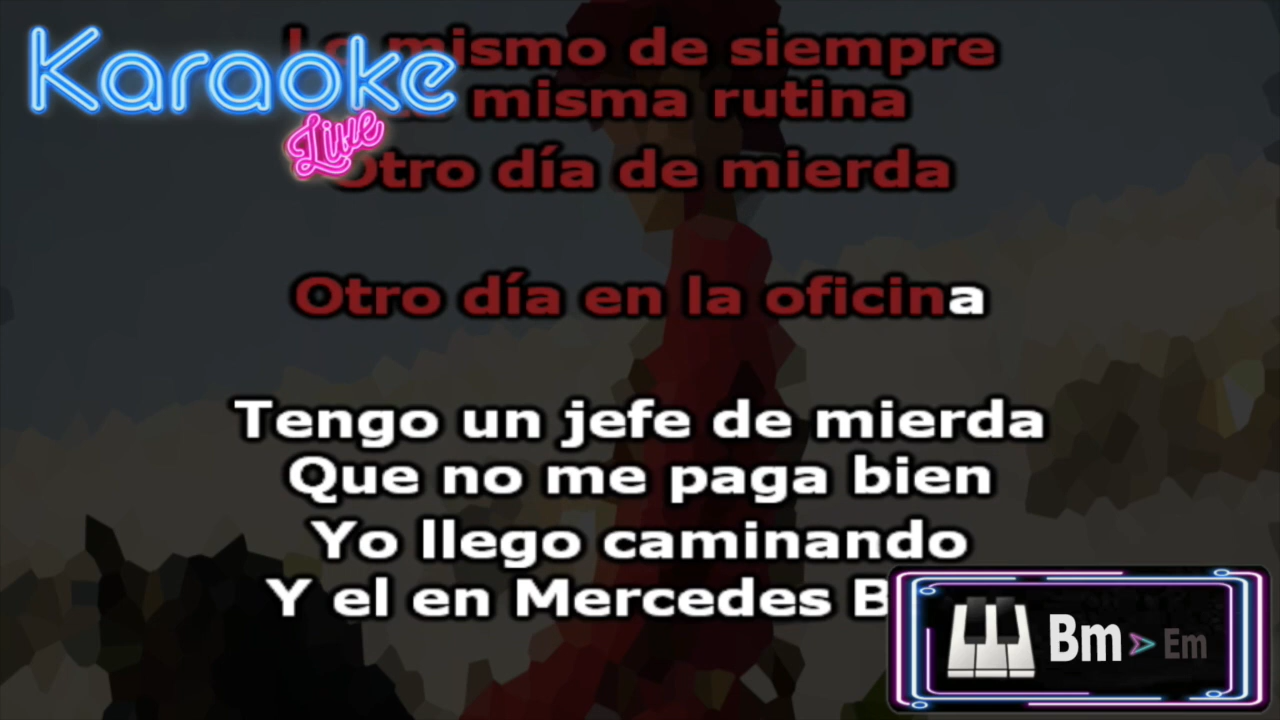 Karaoke
Live
mismo de siempre
misma rutina
Otro día de mierda
Otro día en la oficina
Tengo un jefe de mierda
Que no me paga bien
Yo llego caminando
Y el en Mercedes
Bm
Em